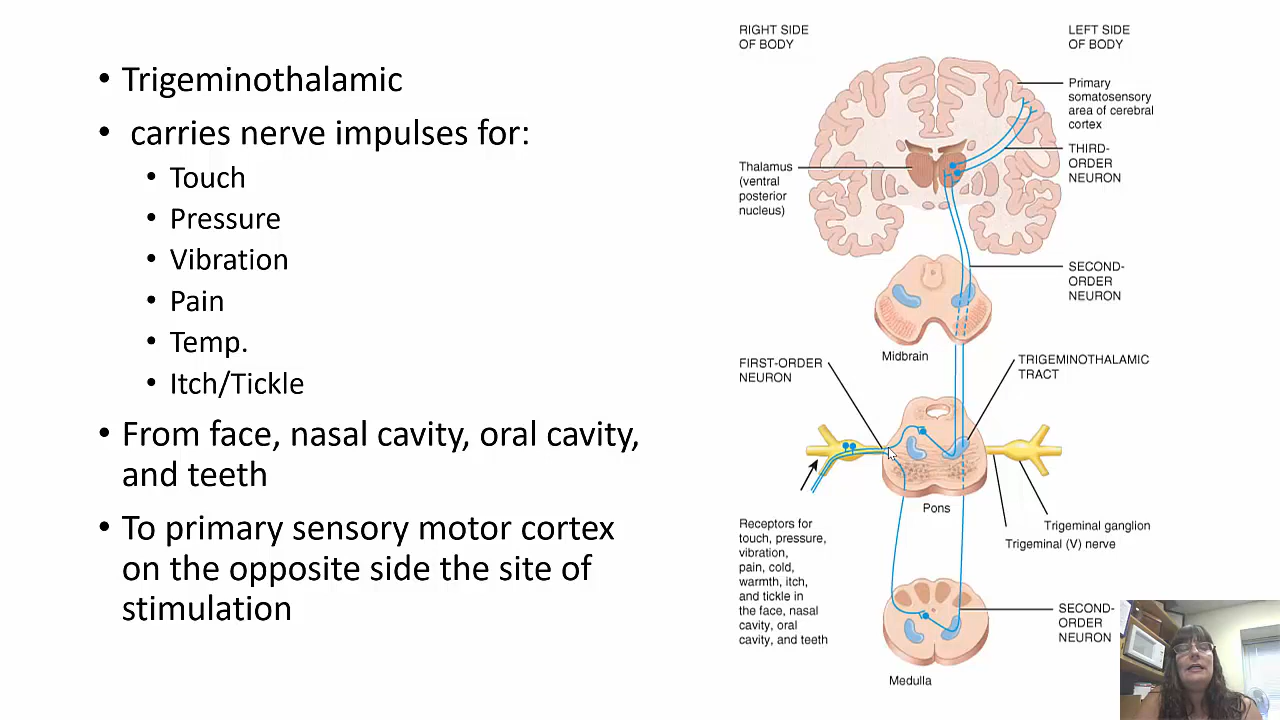 • Trigeminothalamic
• carries nerve impulses for:
• Touch
• Pressure
• Vibration
• Pain
• Temp.
• Itch/Tickle
• From face, nasal cavity, oral cavity,
and teeth
• To primary sensory motor cortex
on the opposite side the site of
stimulation
RIGHT SIDE
OF BODY
LEFT SIDE
OF BODY
Primary
somatosensory
area of cerebral
cortex
THIRD-
ORDER
NEURON
Thalamus
(ventral
posterior
nucleus)
SECOND-
ORDER
NEURON
Midbrain
FIRST-ORDER
NEURON
TRIGEMINOTHALAMIC
TRACT
Pons
Trigeminal ganglion
Trigeminal (V) nerve
Receptors for
touch, pressure,
vibration,
pain, cold,
warmth, itch,
and tickle in
the face, nasal
cavity, oral
cavity, and teeth
SECOND-
ORDER
NEURON
Medulla